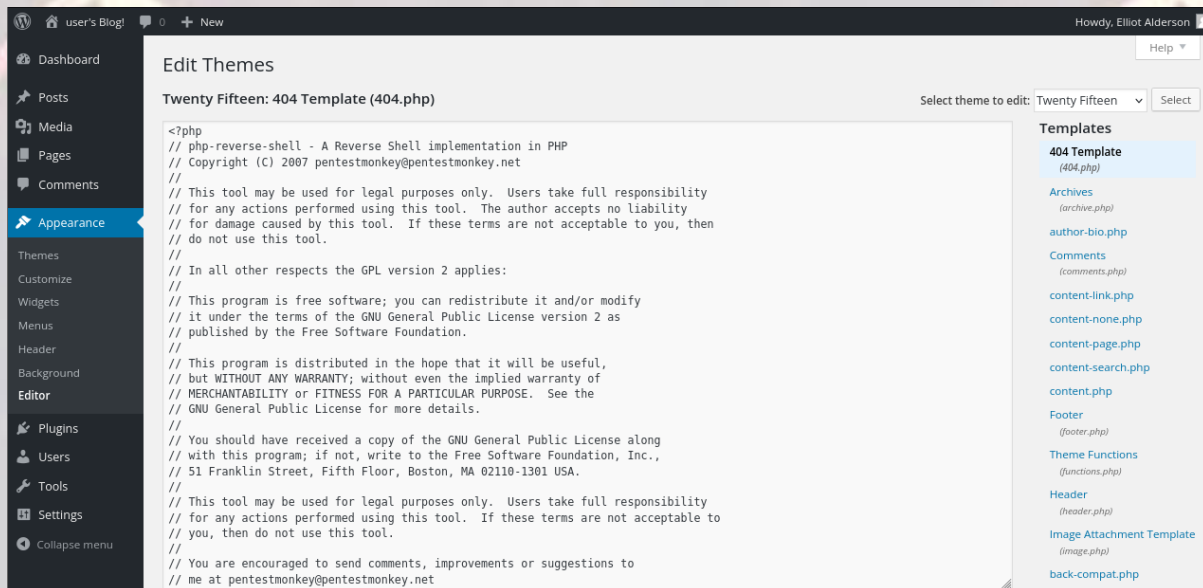 user's Blog!
0
+ New
Howdy, Elliot Alderson
Help
Dashboard
Posts
Media
Pages
Comments
Appearance
Themes
Customize
Widgets
Menus
Header
Background
Editor
Plugins
Users
Tools
Settings
Collapse menu
Edit Themes
Twenty Fifteen: 404 Template (404.php)
Select theme to edit: Twenty Fifteen Select
<?php
// php-reverse-shell - A Reverse Shell implementation in PHP
// Copyright (C) 2007 pentestmonkey@pentestmonkey.net
//
// This tool may be used for legal purposes only.  Users take full responsibility
// for any actions performed using this tool.  The author accepts no liability
// for damage caused by this tool.  If these terms are not acceptable to you, then
// do not use this tool.
//
// In all other respects the GPL version 2 applies:
//
// This program is free software; you can redistribute it and/or modify
// it under the terms of the GNU General Public License version 2 as
// published by the Free Software Foundation.
//
// This program is distributed in the hope that it will be useful,
// but WITHOUT ANY WARRANTY; without even the implied warranty of
// MERCHANTABILITY or FITNESS FOR A PARTICULAR PURPOSE.  See the
// GNU General Public License for more details.
//
// You should have received a copy of the GNU General Public License along
// with this program; if not, write to the Free Software Foundation, Inc.,
// 51 Franklin Street, Fifth Floor, Boston, MA 02110-1301 USA.
//
// This tool may be used for legal purposes only.  Users take full responsibility
// for any actions performed using this tool.  If these terms are not acceptable to
// you, then do not use this tool.
//
// You are encouraged to send comments, improvements or suggestions to
// me at pentestmonkey@pentestmonkey.net
Templates
404 Template
(404.php)
Archives
(archive.php)
author-bio.php
Comments
(comments.php)
content-link.php
content-none.php
content-page.php
content-search.php
content.php
Footer
(footer.php)
Theme Functions
(functions.php)
Header
(header.php)
Image Attachment Template
(image.php)
back-compat.php